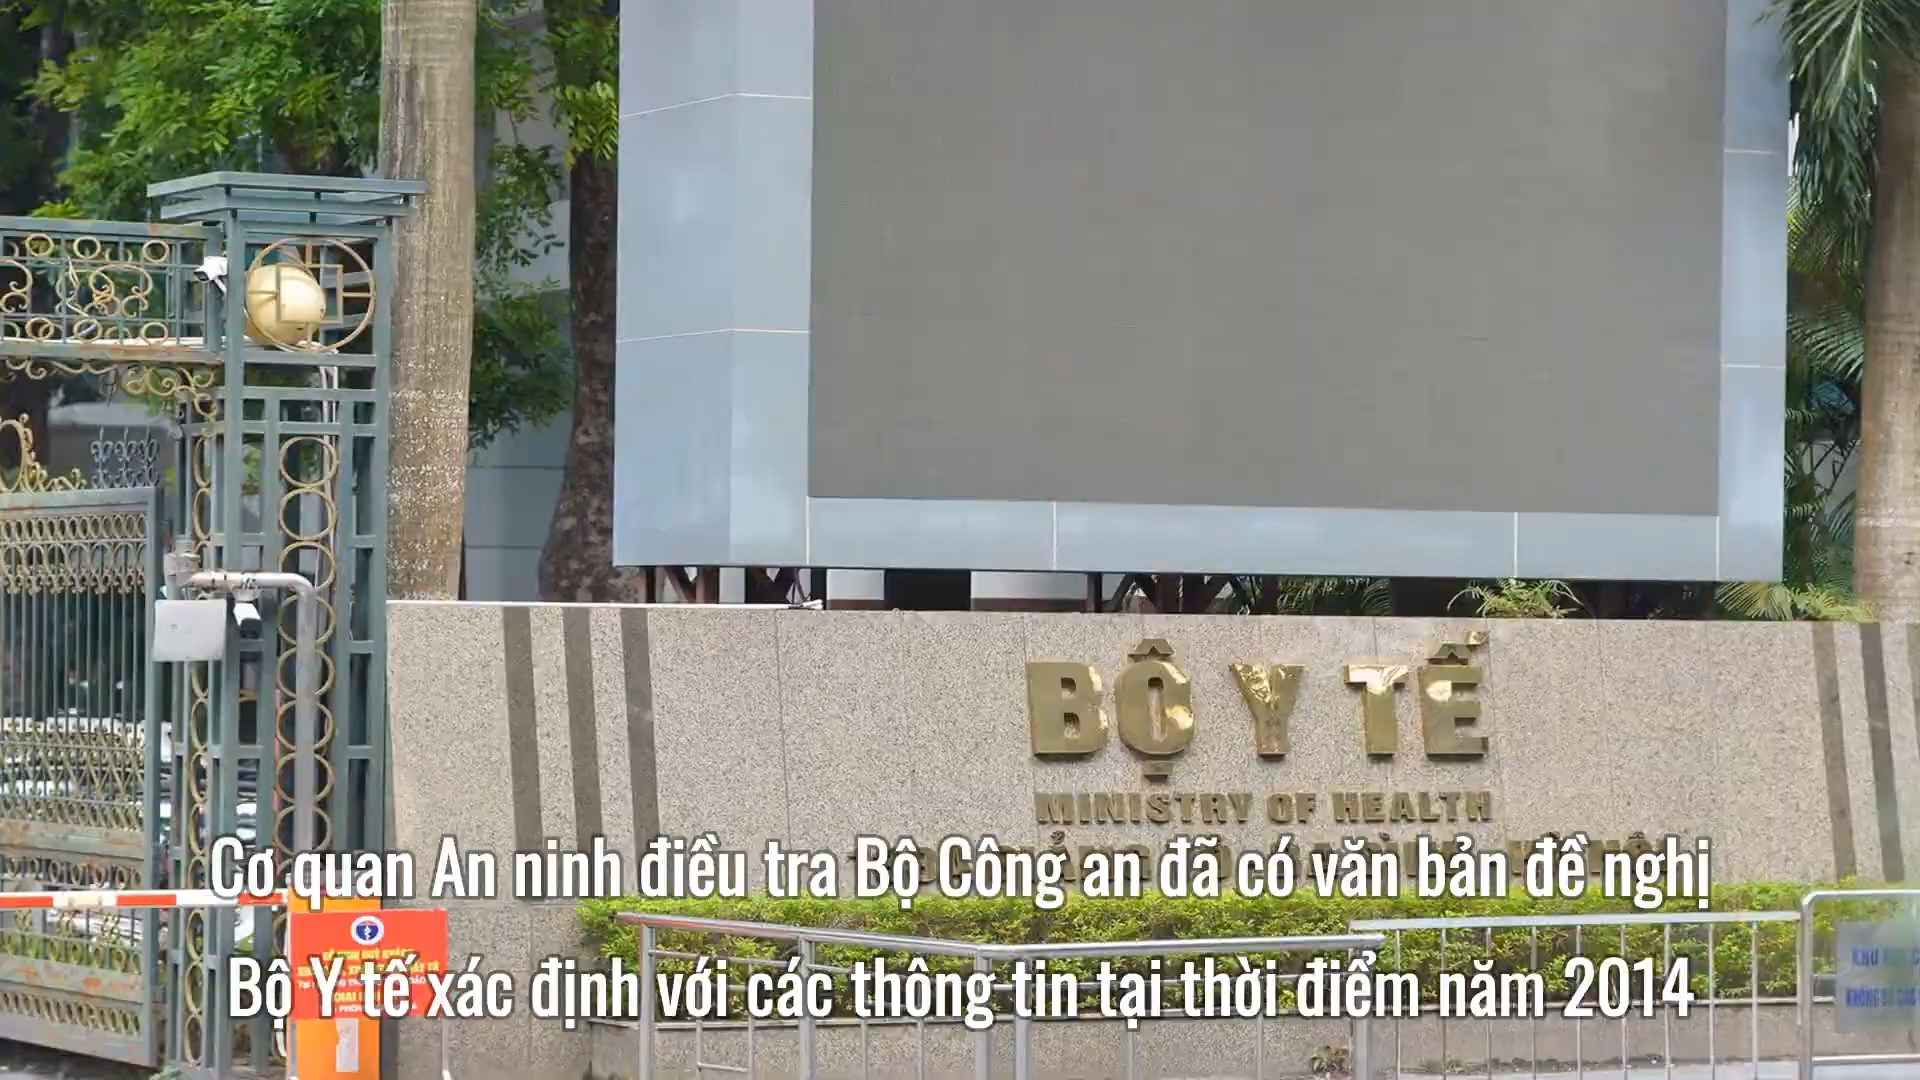 BỘ Y TẾ
MINISTRY OF HEALTH
Cơ quan An ninh điều tra Bộ Công an đã có văn bản đề nghị
Bộ Y tế xác định với các thông tin tại thời điểm năm 2014